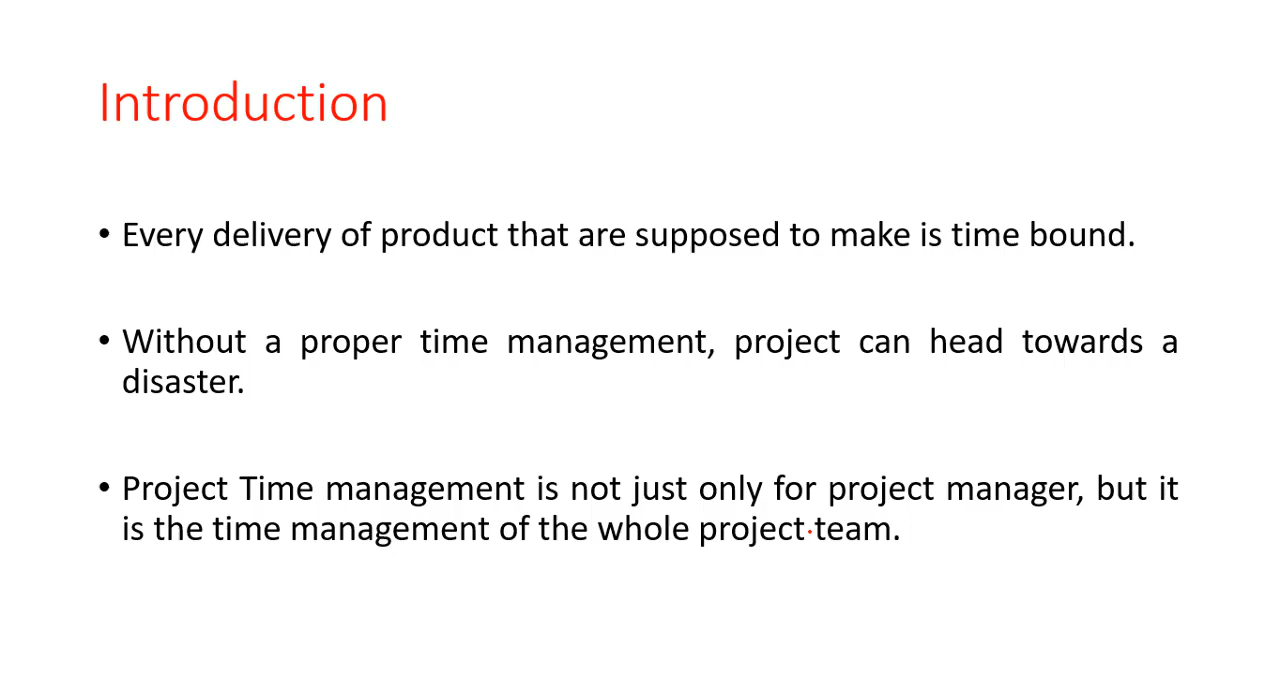 Introduction
• Every delivery of product that are supposed to make is time bound.
• Without a proper time management, project can head towards a
disaster.
• Project Time management is not just only for project manager, but it
is the time management of the whole project team.